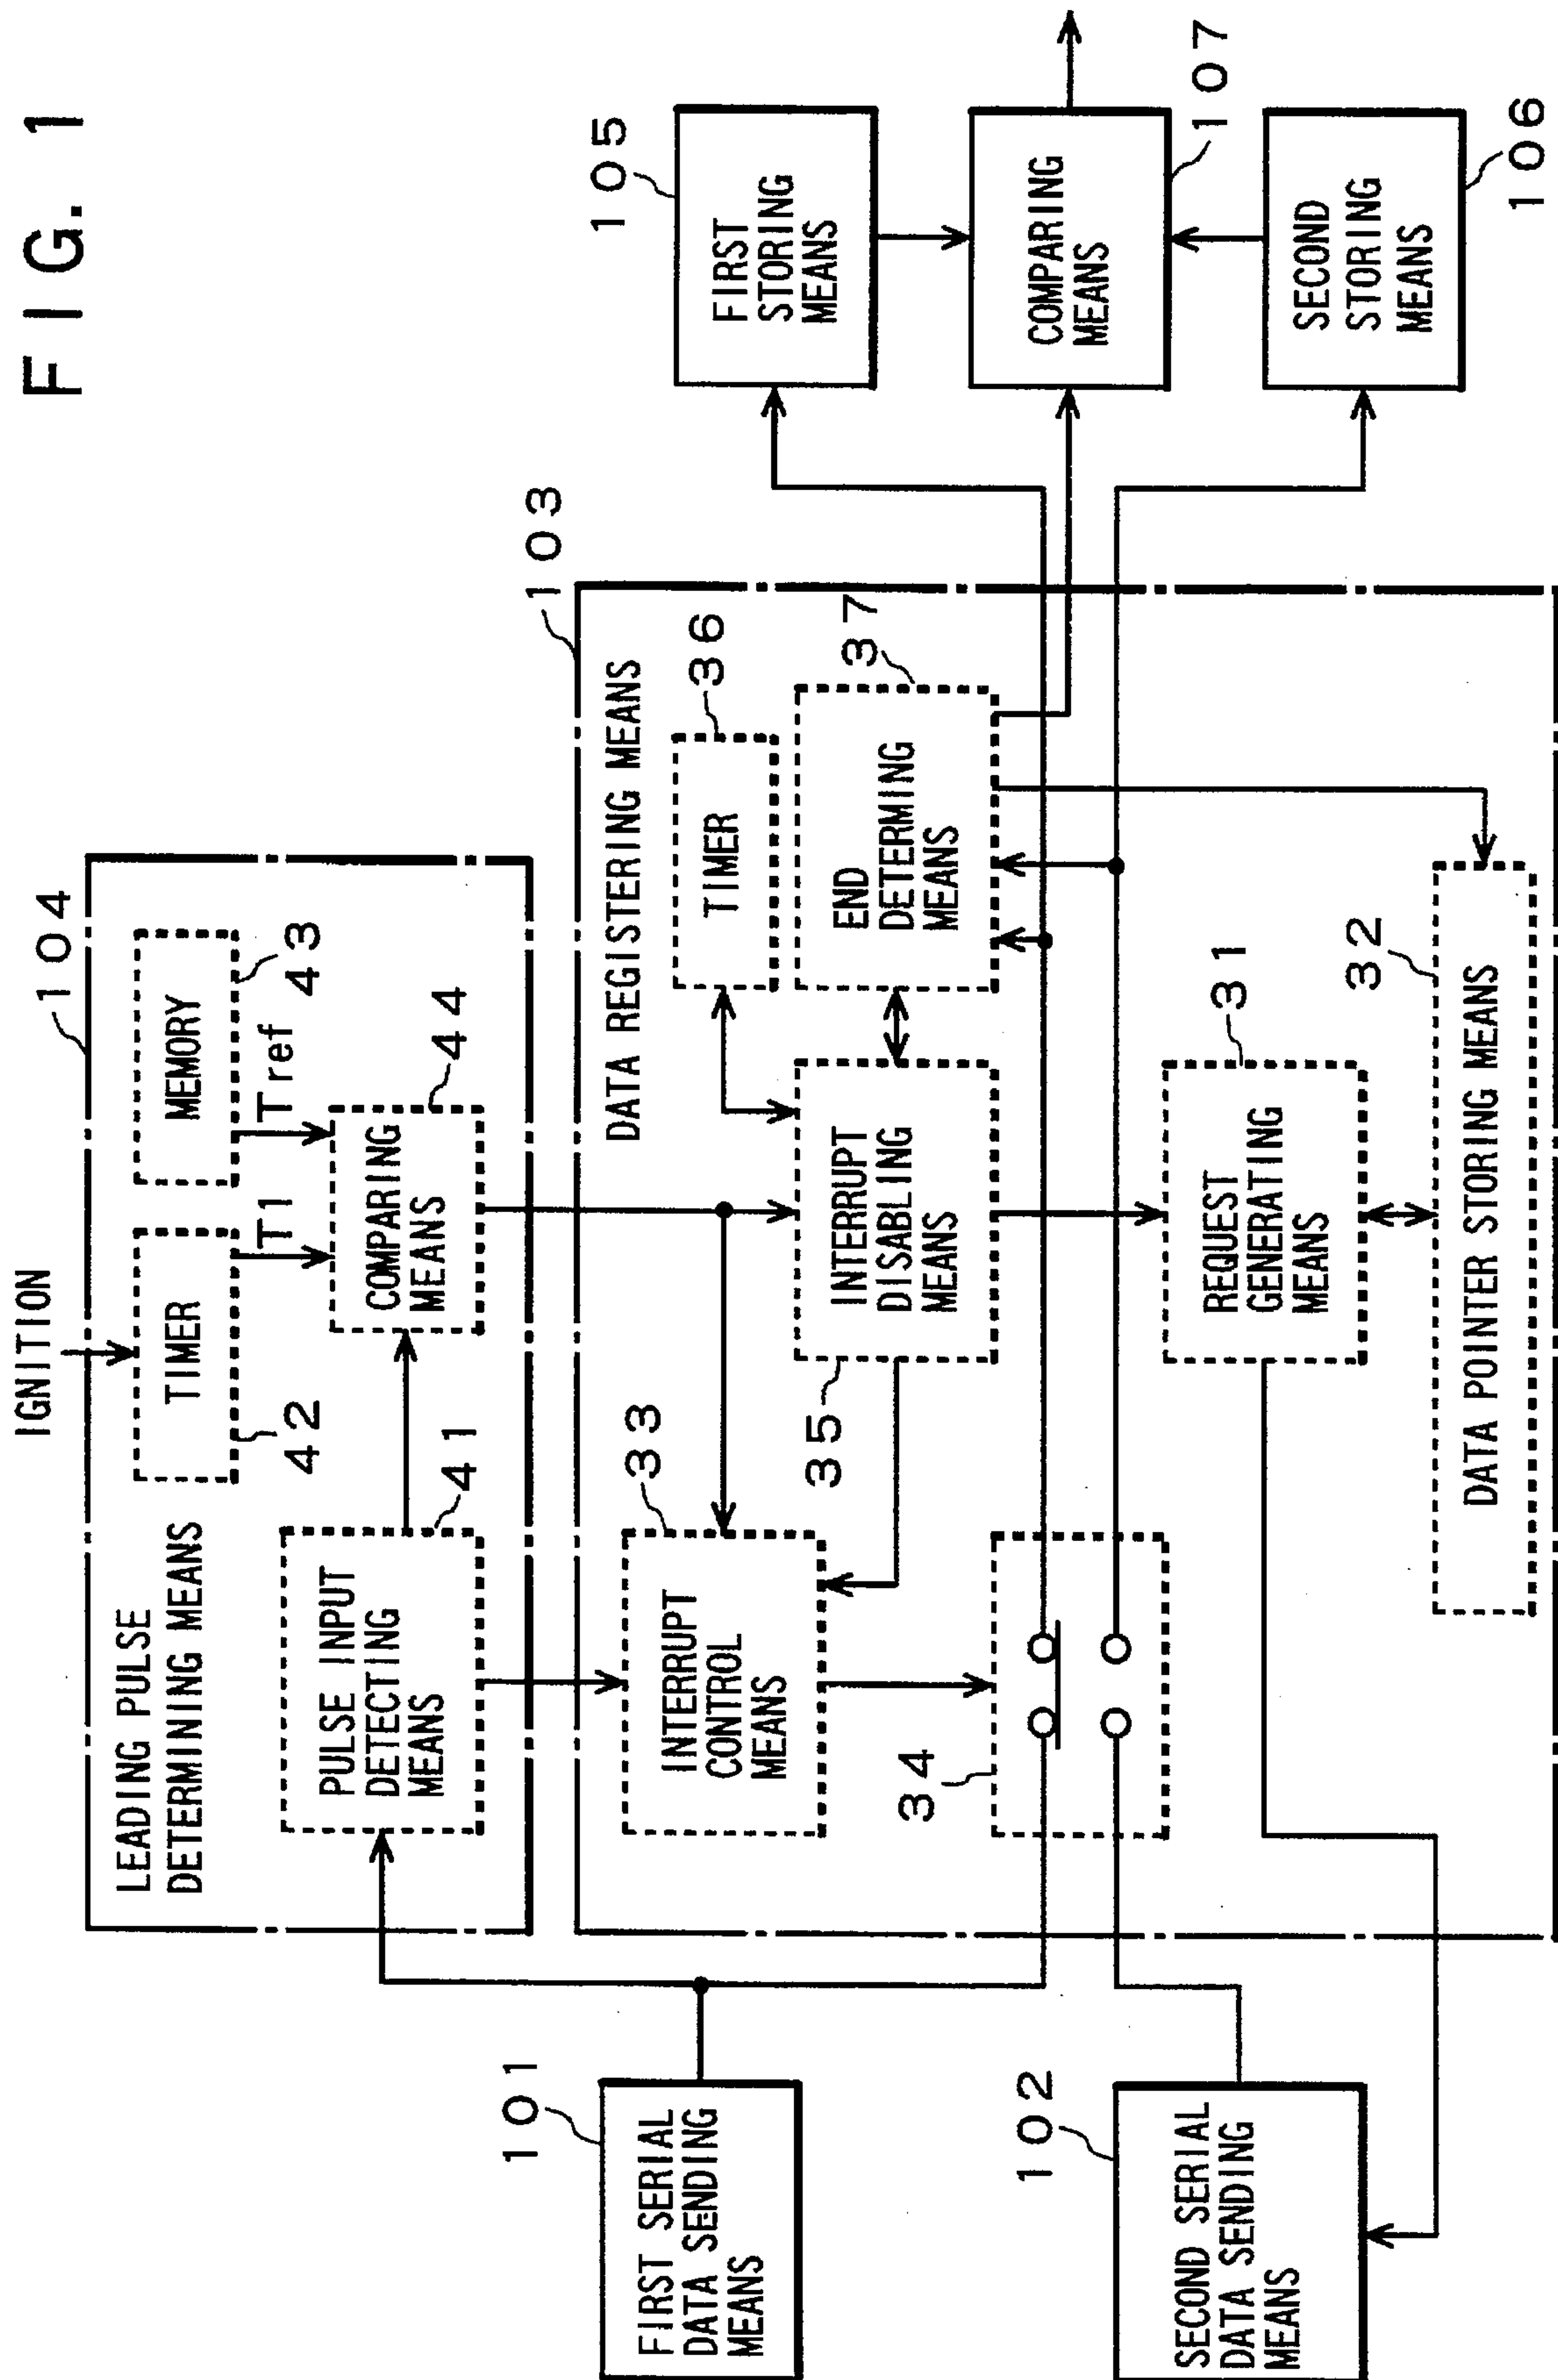 FIG. 1
IGNITION
104
LEADING PULSE
DETERMINING MEANS
TIMER
42
MEMORY
43
T1
Tref
PULSE INPUT
DETECTING
MEANS
41
COMPARING
MEANS
44
103
DATA REGISTERING MEANS
INTERRUPT
CONTROL
MEANS
33
INTERRUPT
DISABLING
MEANS
35
TIMER
36
END
DETERMING
MEANS
37
34
REQUEST
GENERATING
MEANS
31
DATA POINTER STORING MEANS
32
101
FIRST SERIAL
DATA SENDING
MEANS
102
SECOND SERIAL
DATA SENDING
MEANS
105
FIRST
STORING
MEANS
COMPARING
MEANS
107
SECOND
STORING
MEANS
106